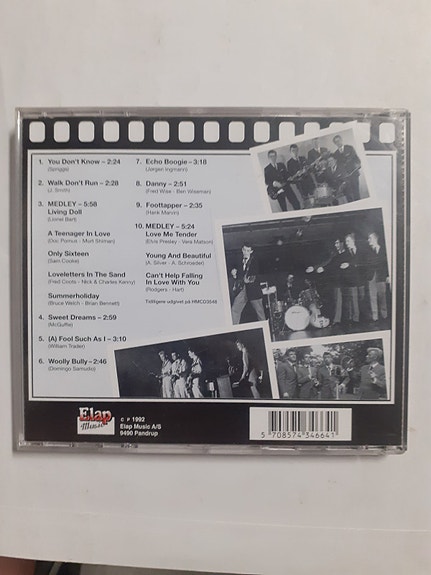 1. You Don't Know – 2:24
(Spriggs)
2. Walk Don't Run – 2:28
(J. Smith)
3. MEDLEY – 5:58
Living Doll
(Lionel Bart)
A Teenager In Love
(Doc Pomus - Mort Shuman)
Only Sixteen
(Sam Cooke)
Loveletters In The Sand
(Fred Coots - Nick & Charles Kenny)
Summerholiday
(Bruce Welch - Brian Bennett)
4. Sweet Dreams – 2:59
(McGuffie)
5. (A) Fool Such As I – 3:10
(William Trader)
6. Woolly Bully – 2:46
(Domingo Samudio)
7. Echo Boogie – 3:18
(Jørgen Ingmann)
8. Danny – 2:51
(Fred Wise - Ben Wiseman)
9. Foottapper – 2:35
(Hank Marvin)
10. MEDLEY – 5:24
Love Me Tender
(Elvis Presley - Vera Matson)
Young And Beautiful
(A. Silver - A. Schroeder)
Can't Help Falling
In Love With You
(Rodgers - Hart)
Tidligere udgivet på HMCD3548
Elap
Music
C P 1992
Elap Music A/S
9490 Pandrup
5 708574 346641